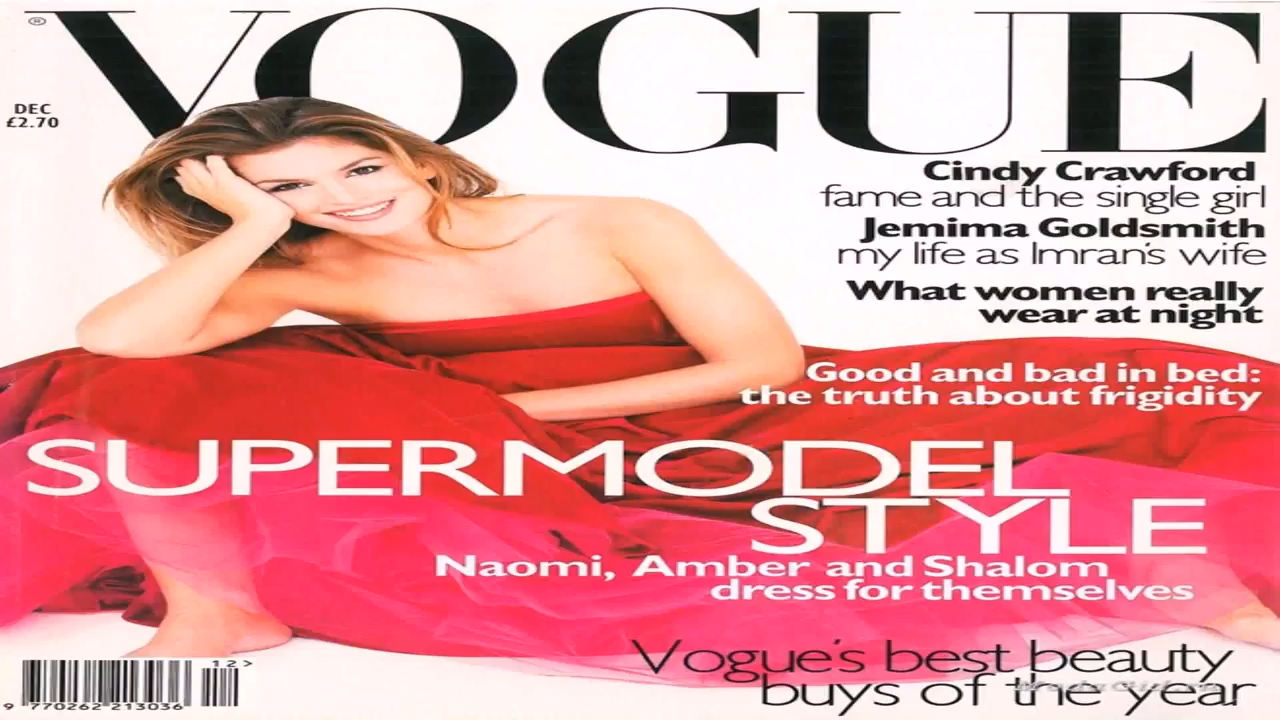 VOGUE
®
DEC
£2.70
Cindy Crawford
fame and the single girl
Jemima Goldsmith
my life as Imran's wife
What women really
wear at night
Good and bad in bed:
the truth about frigidity
SUPERMODEL
STYLE
Naomi, Amber and Shalom
dress for themselves
Vogue's best beauty
buys of the year
12>
9 770262 213036